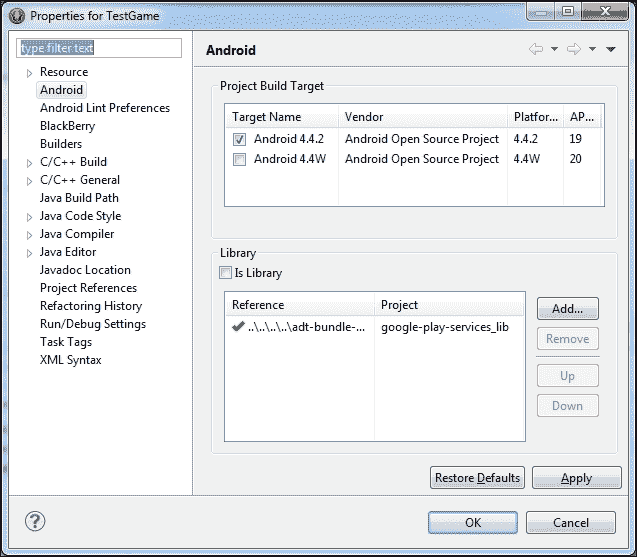 Properties for TestGame
type filter text
Resource
Android
Android Lint Preferences
BlackBerry
Builders
C/C++ Build
C/C++ General
Java Build Path
Java Code Style
Java Compiler
Java Editor
Javadoc Location
Project References
Refactoring History
Run/Debug Settings
Task Tags
XML Syntax
Android
Project Build Target
Target Name Vendor Platfor... AP...
Android 4.4.2 Android Open Source Project 4.4.2 19
Android 4.4W Android Open Source Project 4.4W 20
Library
Is Library
Reference Project
..\..\..\..\adt-bundle-... google-play-services_lib
Add...
Remove
Up
Down
Restore Defaults Apply
? OK Cancel